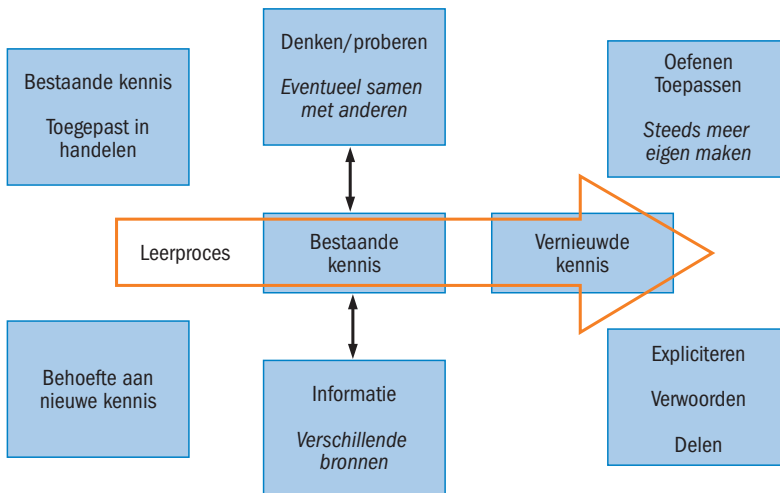 Denken/proberen
Eventueel samen
met anderen
Bestaande kennis
Toegepast in
handelen
Oefenen
Toepassen
Steeds meer
eigen maken
Leerproces
Bestaande
kennis
Vernieuwde
kennis
Behoefte aan
nieuwe kennis
Informatie
Verschillende
bronnen
Expliciteren
Verwoorden
Delen